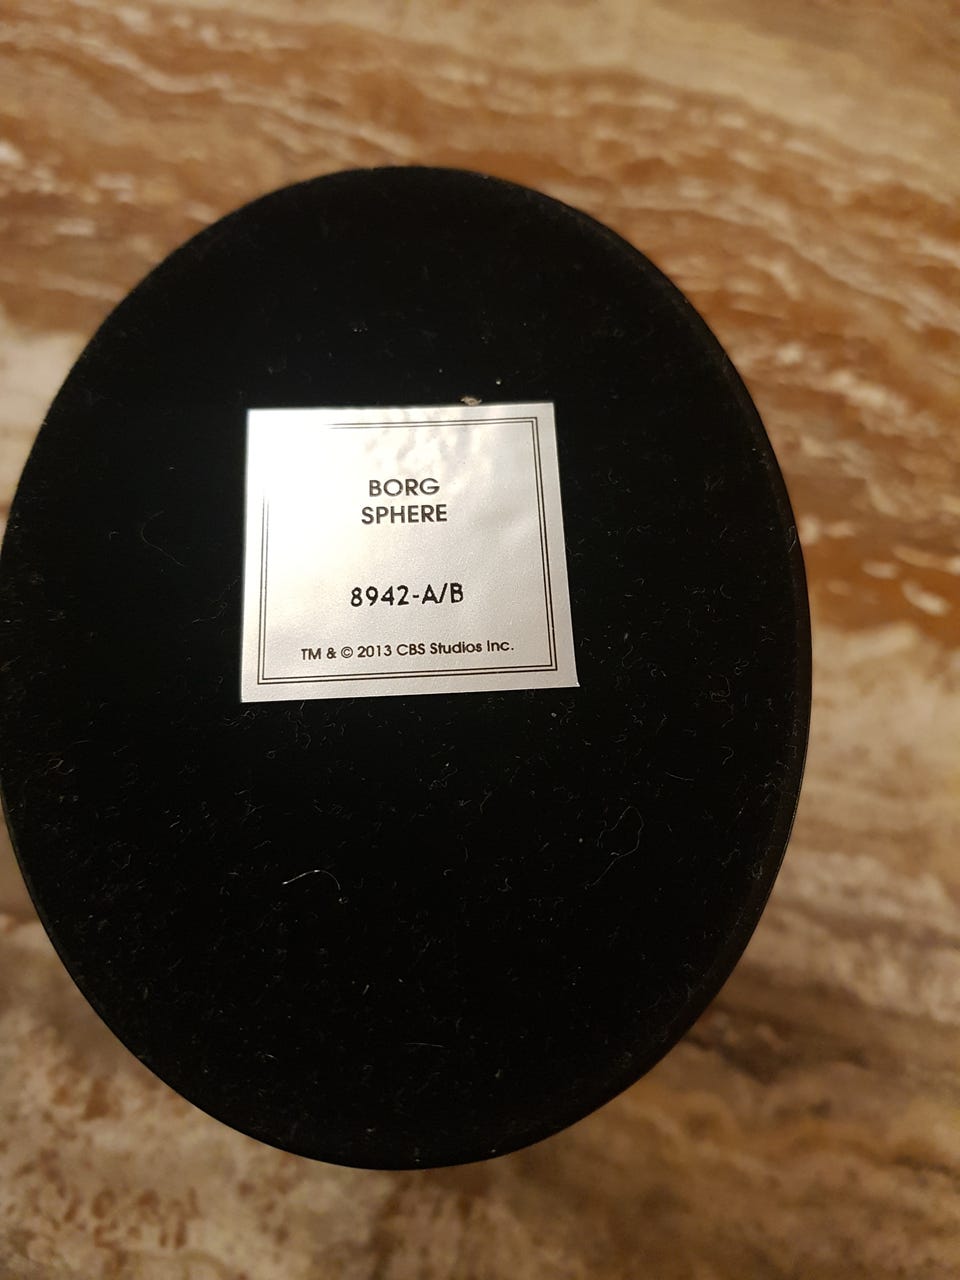 BORG
SPHERE
8942-A/B
TM & © 2013 CBS Studios Inc.